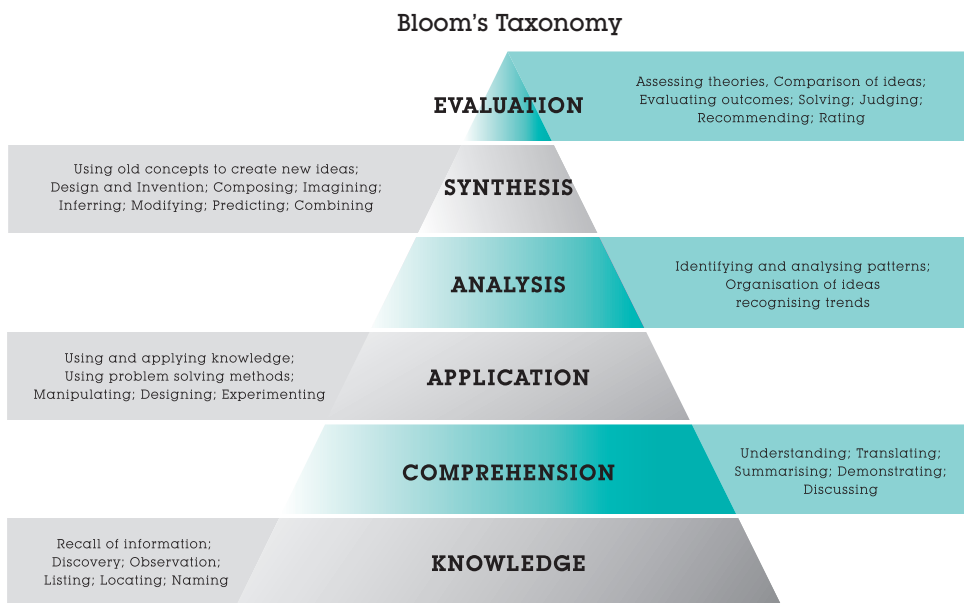 Bloom's Taxonomy
EVALUATION
Assessing theories, Comparison of ideas;
Evaluating outcomes; Solving; Judging;
Recommending; Rating
Using old concepts to create new ideas;
Design and Invention; Composing; Imagining;
Inferring; Modifying; Predicting; Combining
SYNTHESIS
ANALYSIS
Identifying and analysing patterns;
Organisation of ideas
recognising trends
Using and applying knowledge;
Using problem solving methods;
Manipulating; Designing; Experimenting
APPLICATION
COMPREHENSION
Understanding; Translating;
Summarising; Demonstrating;
Discussing
Recall of information;
Discovery; Observation;
Listing; Locating; Naming
KNOWLEDGE